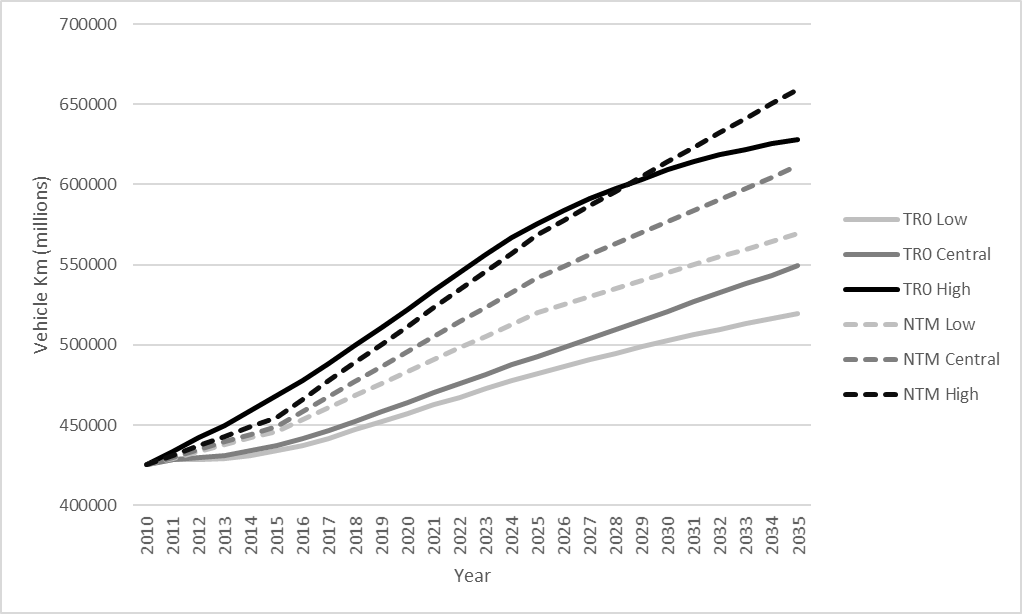 700000
650000
600000
550000
500000
450000
400000
Vehicle Km (millions)
2010 2011 2012 2013 2014 2015 2016 2017 2018 2019 2020 2021 2022 2023 2024 2025 2026 2027 2028 2029 2030 2031 2032 2033 2034 2035
Year
TR0 Low
TR0 Central
TR0 High
NTM Low
NTM Central
NTM High